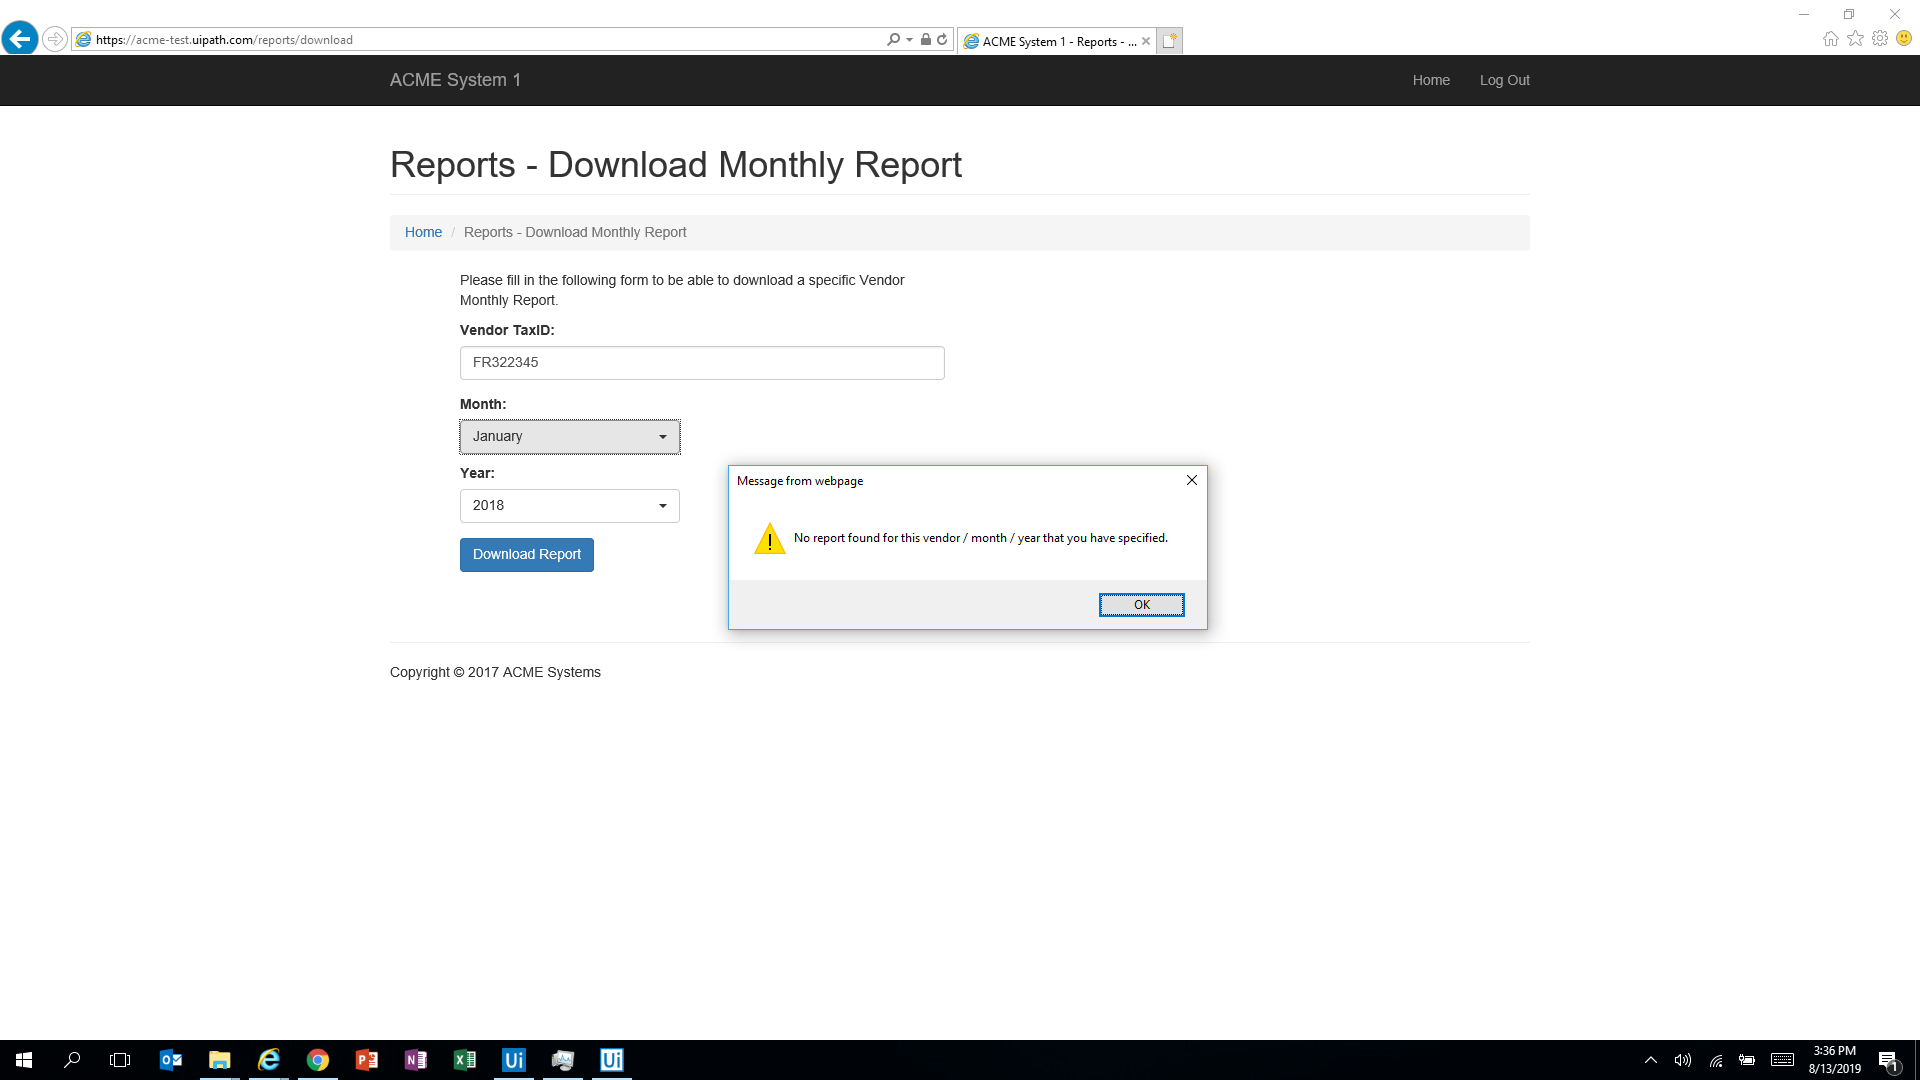 https://acme-test.uipath.com/reports/download
ACME System 1 - Reports - ...
ACME System 1
Home
Log Out
Reports - Download Monthly Report
Home / Reports - Download Monthly Report
Please fill in the following form to be able to download a specific Vendor
Monthly Report.
Vendor TaxID:
FR322345
Month:
January
Year:
2018
Download Report
Message from webpage
No report found for this vendor / month / year that you have specified.
OK
Copyright © 2017 ACME Systems
Ui
Ui
3:36 PM
8/13/2019
1